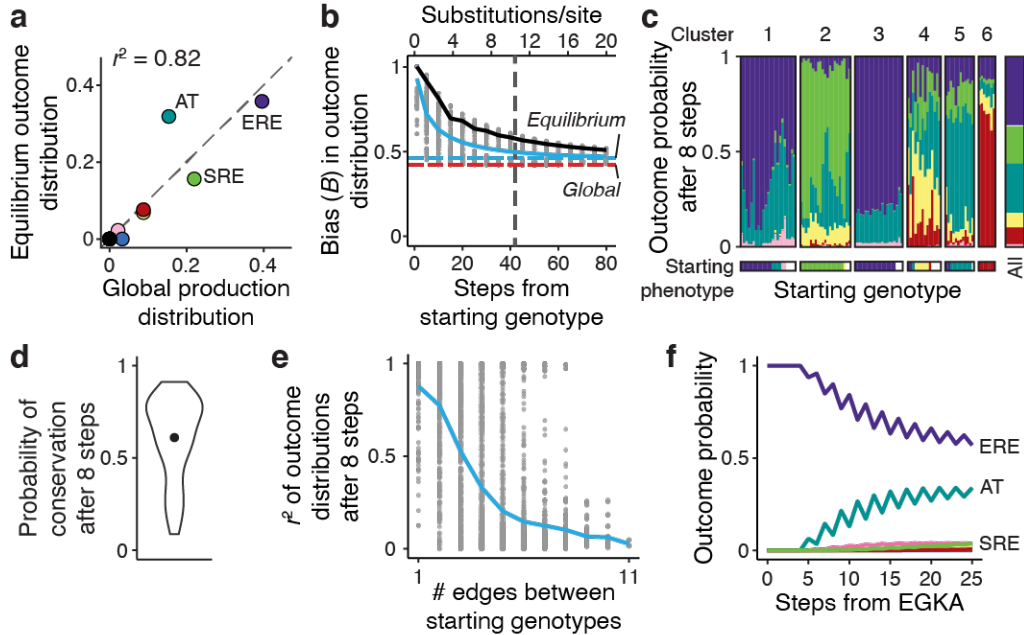 a
Equilibrium outcome
distribution
r² = 0.82
AT
ERE
SRE
0.4
0.2
0
0
0.2
0.4
Global production
distribution
b
Substitutions/site
0
4
8
12
16
20
Bias (B) in outcome
distribution
1
0.5
0
Equilibrium
Global
0
20
40
60
80
Steps from
starting genotype
c
Cluster
1
2
3
4
5
6
Outcome probability
after 8 steps
1
0.5
0
Starting
phenotype
Starting genotype
All
d
Probability of
conservation
after 8 steps
1
0.5
0
e
r² of outcome
distributions
after 8 steps
1
0.5
0
1
11
# edges between
starting genotypes
f
Outcome probability
1
0.5
0
ERE
AT
SRE
0
5
10
15
20
25
Steps from EGKA